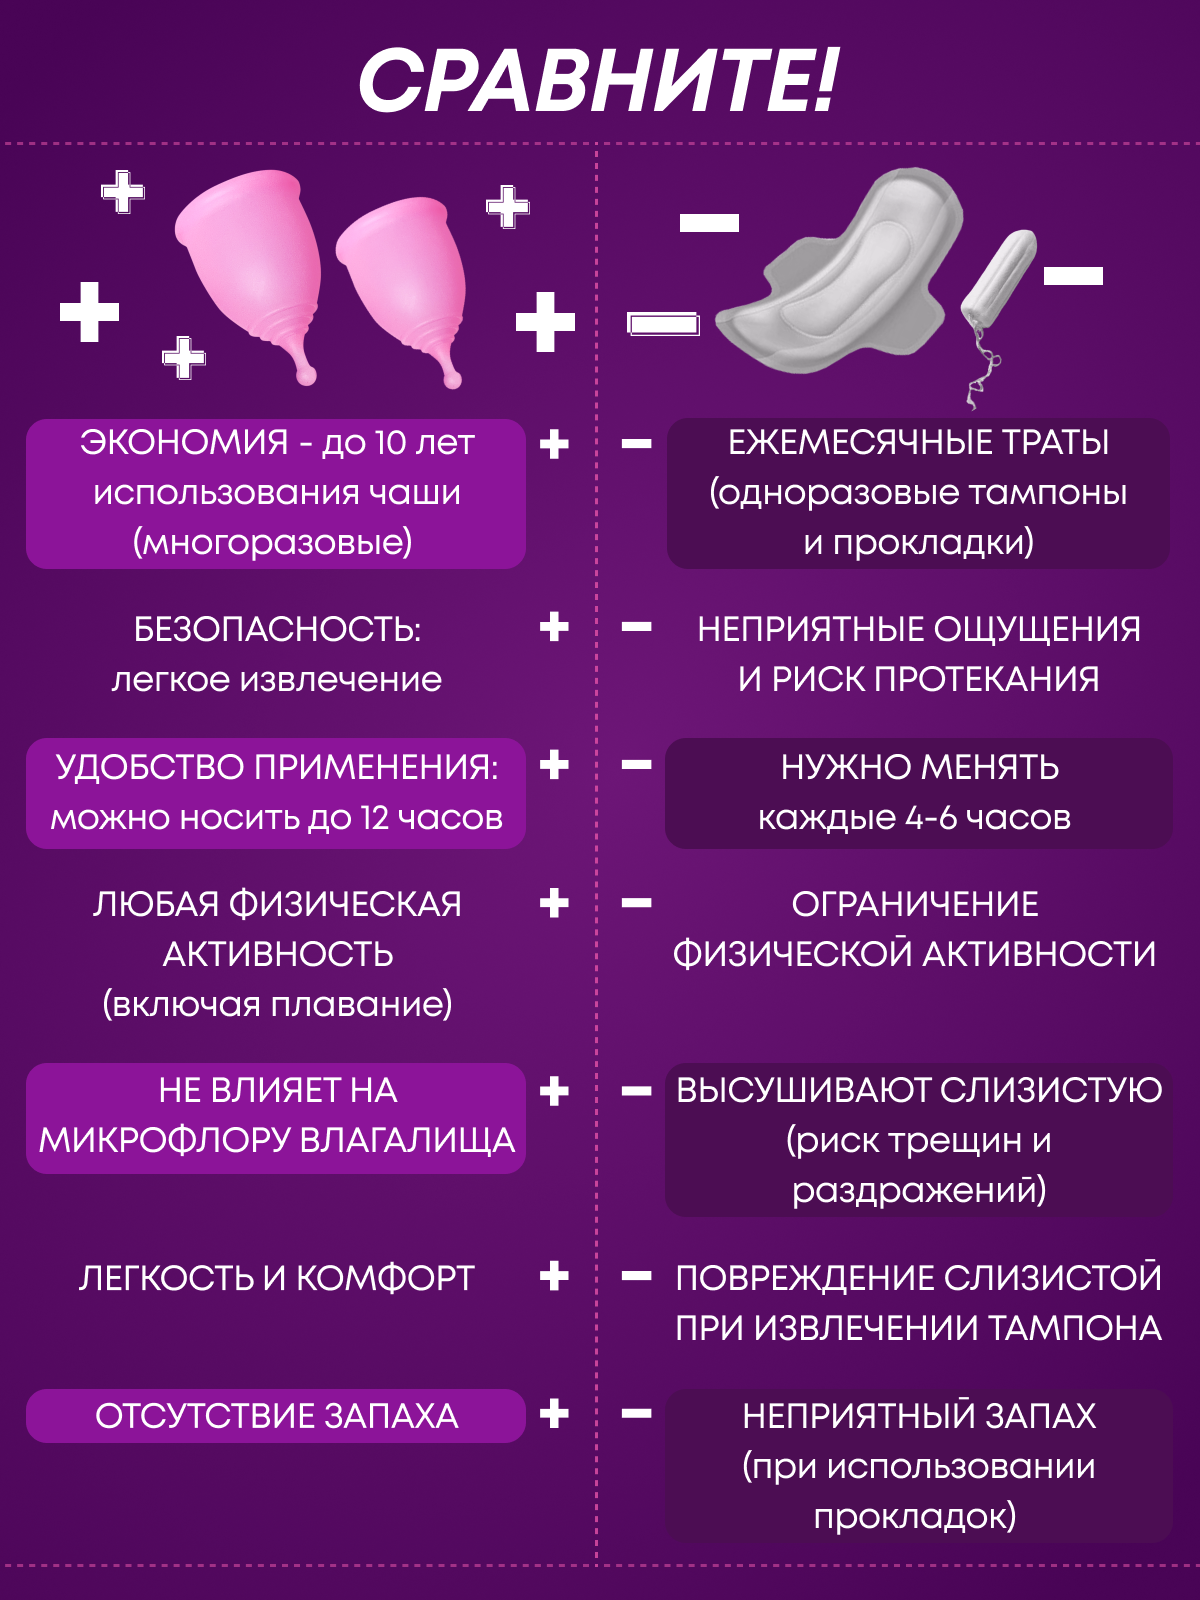 СРАВНИТЕ!
ЭКОНОМИЯ - до 10 лет
использования чаши
(многоразовые)
ЕЖЕМЕСЯЧНЫЕ ТРАТЫ
(одноразовые тампоны
и прокладки)
БЕЗОПАСНОСТЬ:
легкое извлечение
НЕПРИЯТНЫЕ ОЩУЩЕНИЯ
И РИСК ПРОТЕКАНИЯ
УДОБСТВО ПРИМЕНЕНИЯ:
можно носить до 12 часов
НУЖНО МЕНЯТЬ
каждые 4-6 часов
ЛЮБАЯ ФИЗИЧЕСКАЯ
АКТИВНОСТЬ
(включая плавание)
ОГРАНИЧЕНИЕ
ФИЗИЧЕСКОЙ АКТИВНОСТИ
НЕ ВЛИЯЕТ НА
МИКРОФЛОРУ ВЛАГАЛИЩА
ВЫСУШИВАЮТ СЛИЗИСТУЮ
(риск трещин и
раздражений)
ЛЕГКОСТЬ И КОМФОРТ
ПОВРЕЖДЕНИЕ СЛИЗИСТОЙ
ПРИ ИЗВЛЕЧЕНИИ ТАМПОНА
ОТСУТСТВИЕ ЗАПАХА
НЕПРИЯТНЫЙ ЗАПАХ
(при использовании
прокладок)